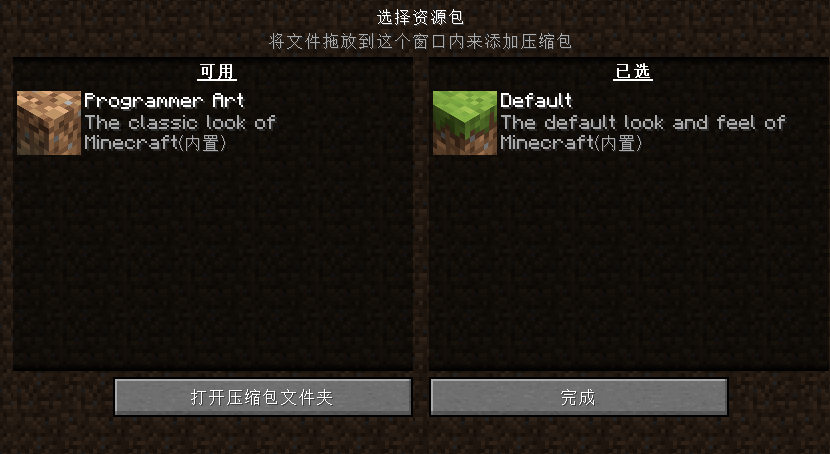 选择资源包
将文件拖放到这个窗口内来添加压缩包
可用
Programmer Art
The classic look of
Minecraft(内置)
已选
Default
The default look and feel of
Minecraft(内置)
打开压缩包文件夹
完成